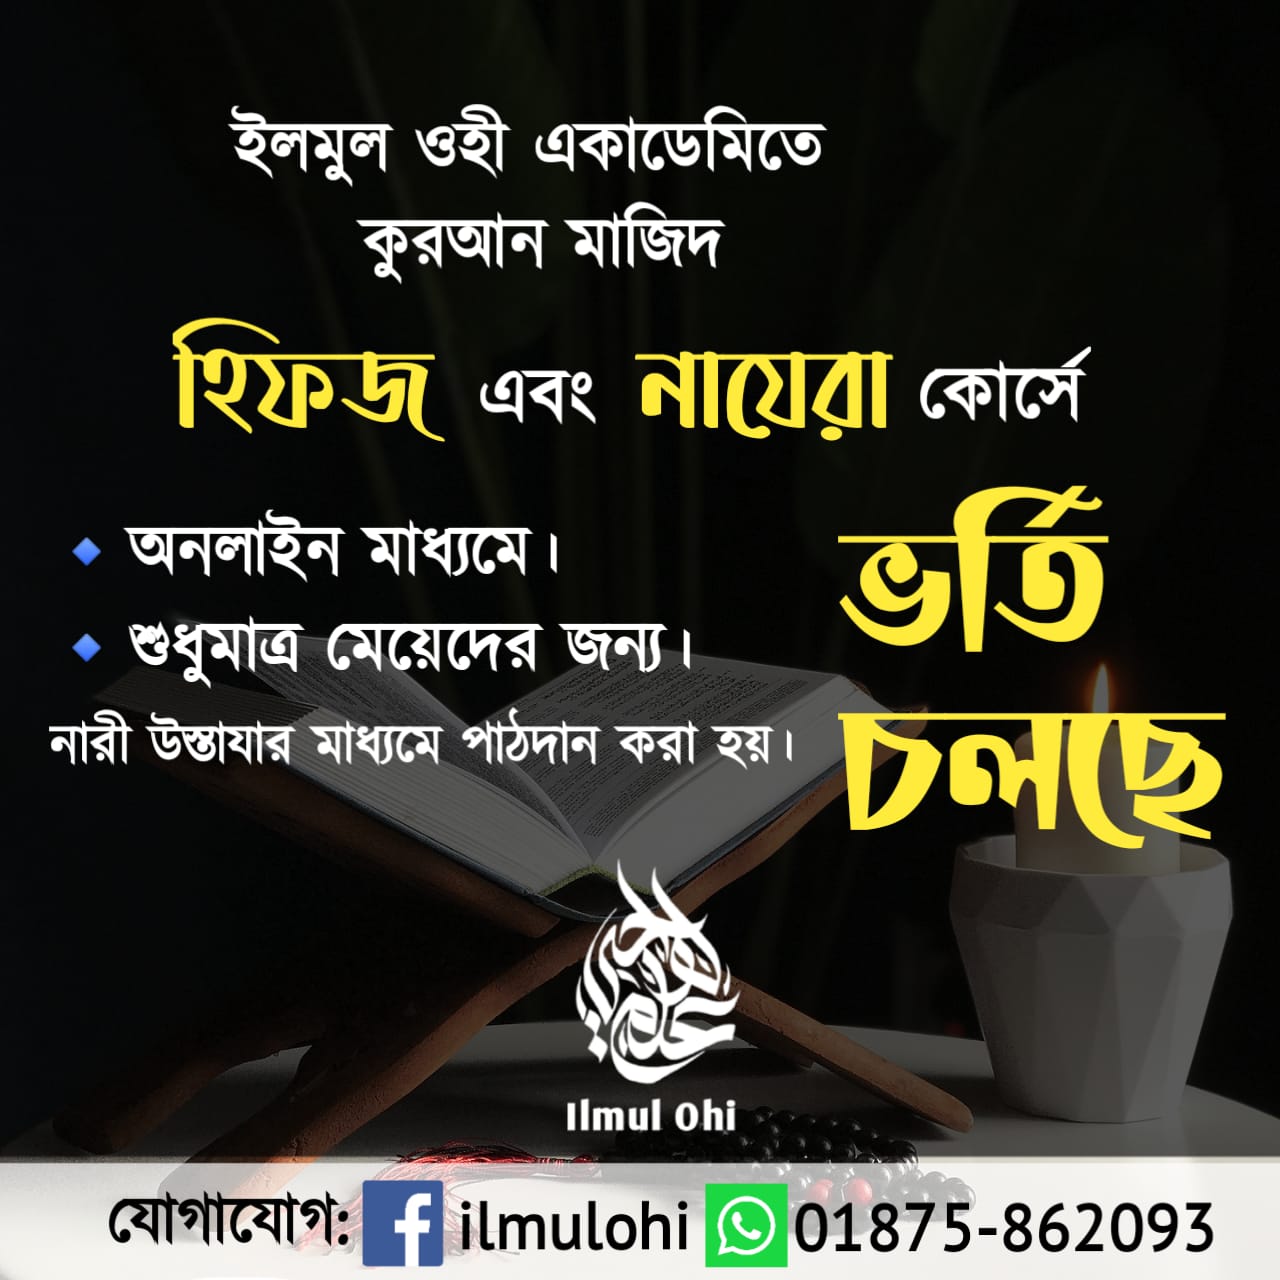 ইলমুল ওহী একাডেমিতে
কুরআন মাজিদ
হিফজ এবং নাযেরা কোর্সে
ভর্তি
চলছে
অনলাইন মাধ্যমে।
শুধুমাত্র মেয়েদের জন্য।
নারী উস্তাযার মাধ্যমে পাঠদান করা হয়।
Ilmul Ohi
যোগাযোগ: ilmulohi 01875-862093